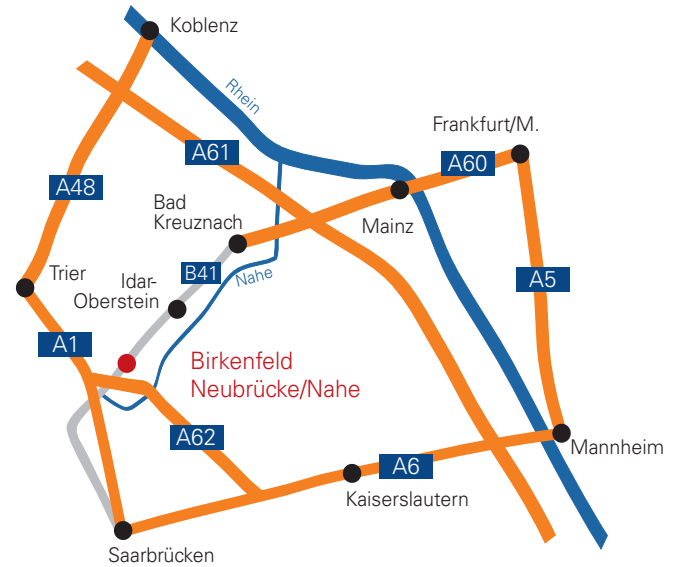 Koblenz
Rhein
Frankfurt/M.
A61
A60
A48
Bad
Kreuznach
Mainz
Trier
Idar-
Oberstein
B41
Nahe
A5
A1
Birkenfeld
Neubrücke/Nahe
A62
Mannheim
A6
Kaiserslautern
Saarbrücken